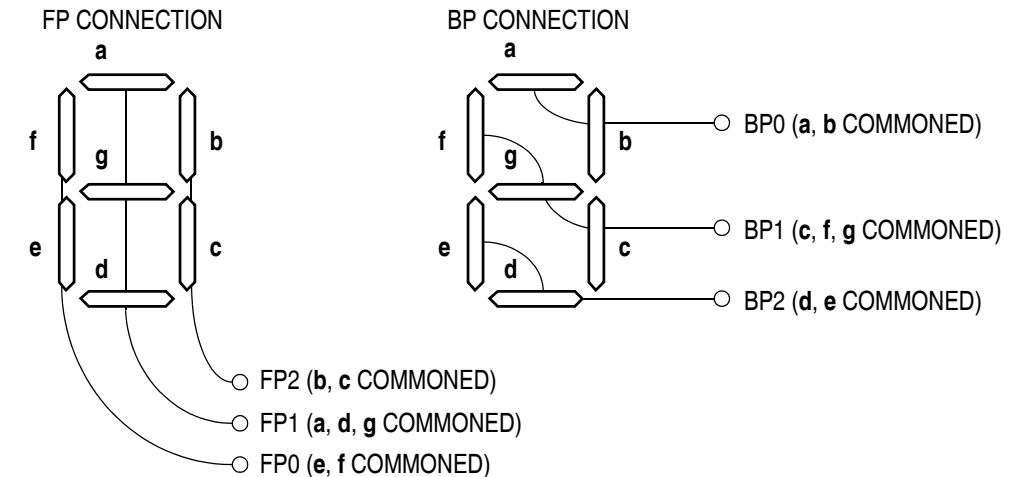 FP CONNECTION
a
f
b
g
e
c
d
FP2 (b, c COMMONED)
FP1 (a, d, g COMMONED)
FP0 (e, f COMMONED)
BP CONNECTION
a
BP0 (a, b COMMONED)
f
b
g
BP1 (c, f, g COMMONED)
e
c
d
BP2 (d, e COMMONED)